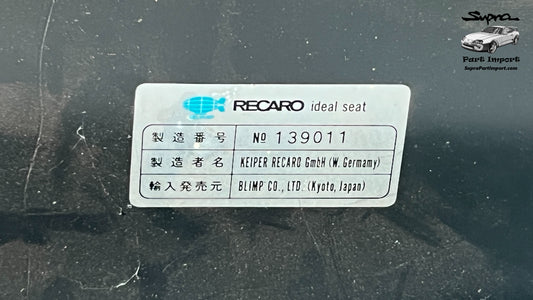 Supra
Part Import
SupraPartImport.com
RECARO ideal seat
製造番号 № 139011
製造者名 KEIPER RECARO GmbH (W. Germamy)
輸入発売元 BLIMP CO., LTD. (Kyoto, Japan)